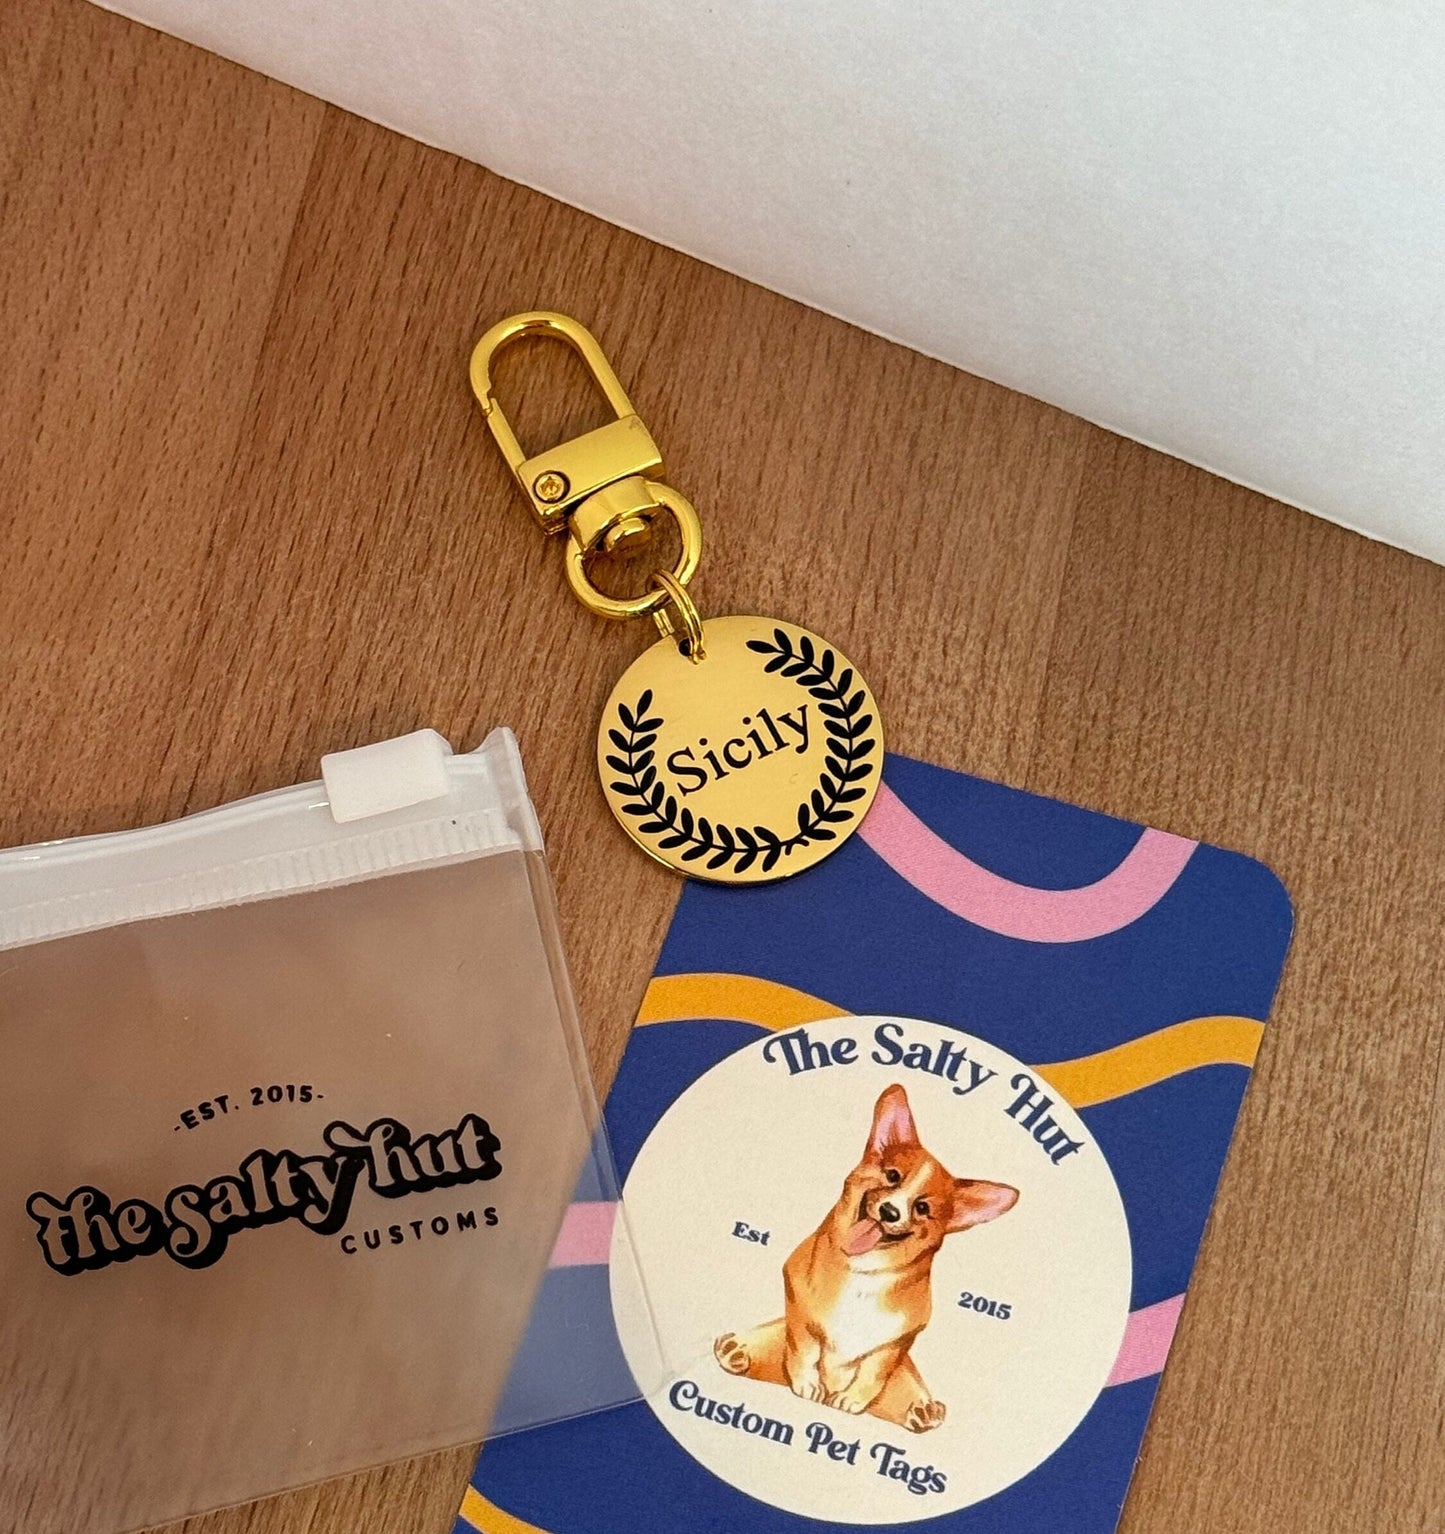 Sicily
-EST. 2015-
the salty hut
CUSTOMS
The Salty Hut
Est
2015
Custom Pet Tags